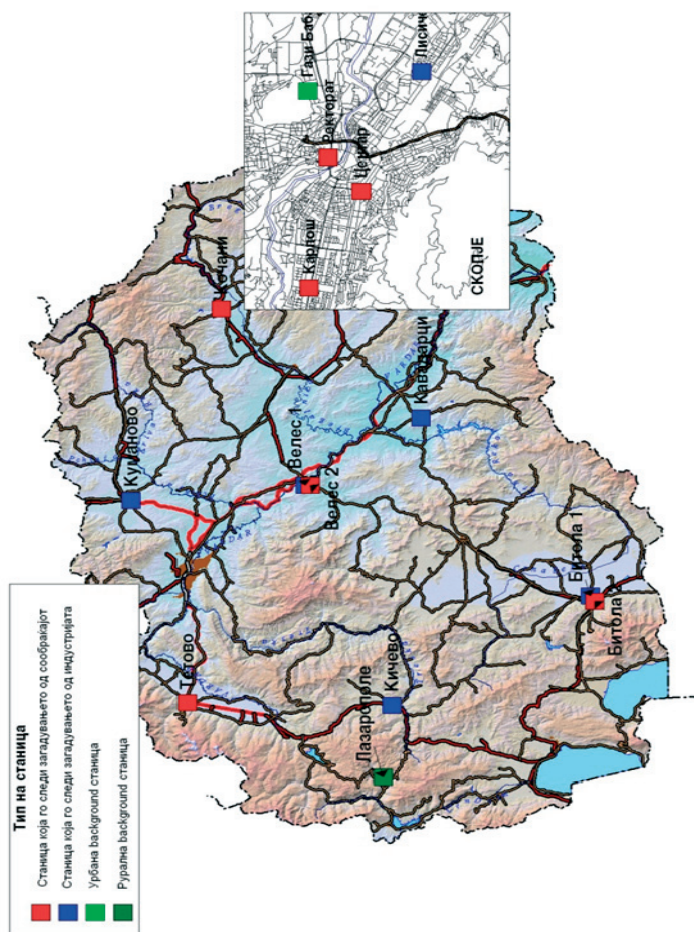 Тип на станица
Станица која го следи загадувањето од сообраќајот
Станица која го следи загадувањето од индустријата
Урбана background станица
Рурална background станица
Тетово
Куманово
Кочани
Велес 1
Велес 2
Кавадарци
Кичево
Лазарополе
Битола 1
Битола
VARDAR
СКОПЈЕ
Карпош
Центар
Ректорат
Гази Баб
Лисиче